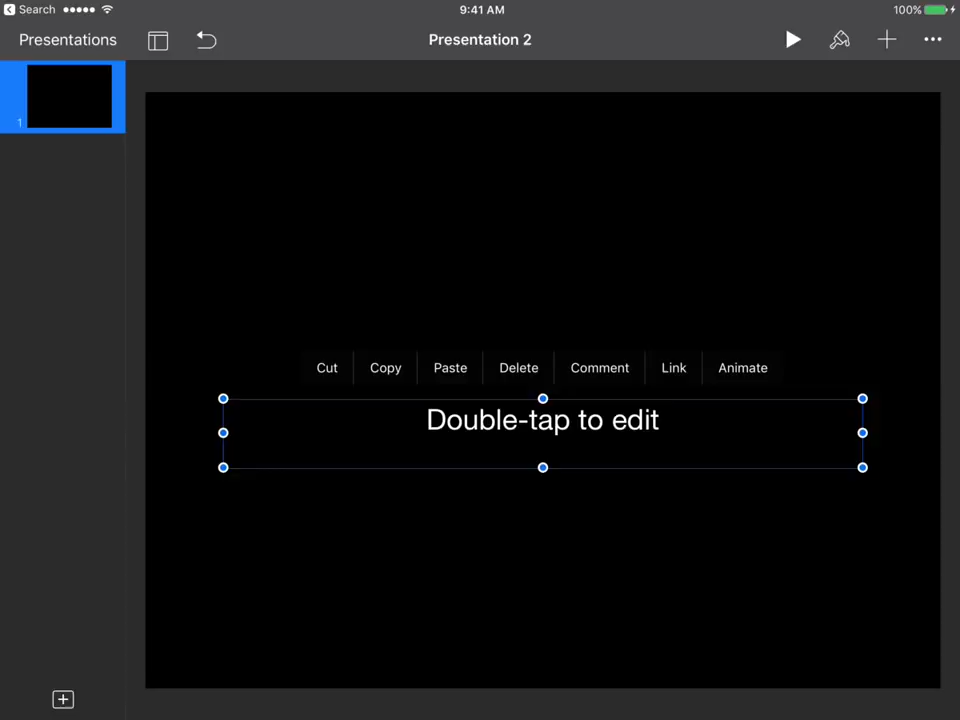 Search 9:41 AM 100%
Presentations Presentation 2
1
Cut Copy Paste Delete Comment Link Animate
Double-tap to edit